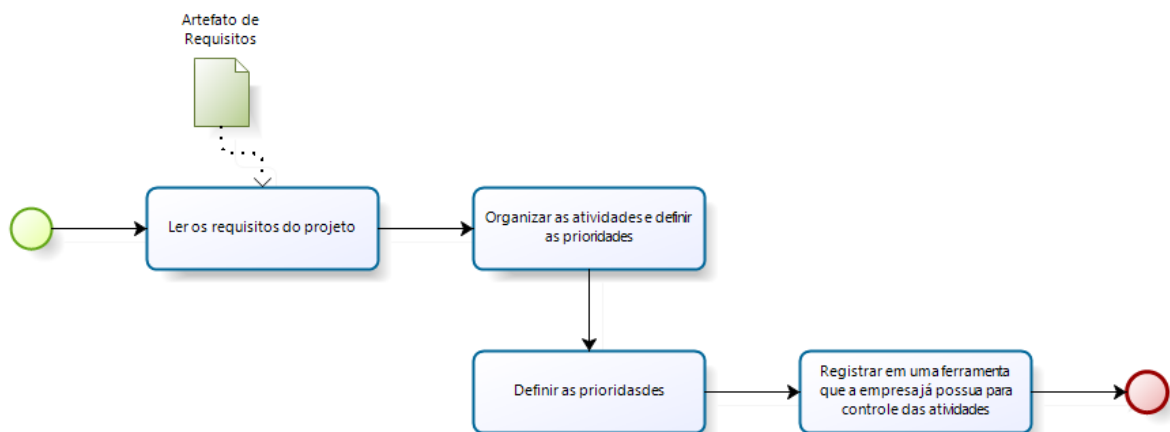 Artefato de
Requisitos
Ler os requisitos do projeto
Organizar as atividades e definir
as prioridades
Definir as prioridasdes
Registrar em uma ferramenta
que a empresa já possua para
controle das atividades